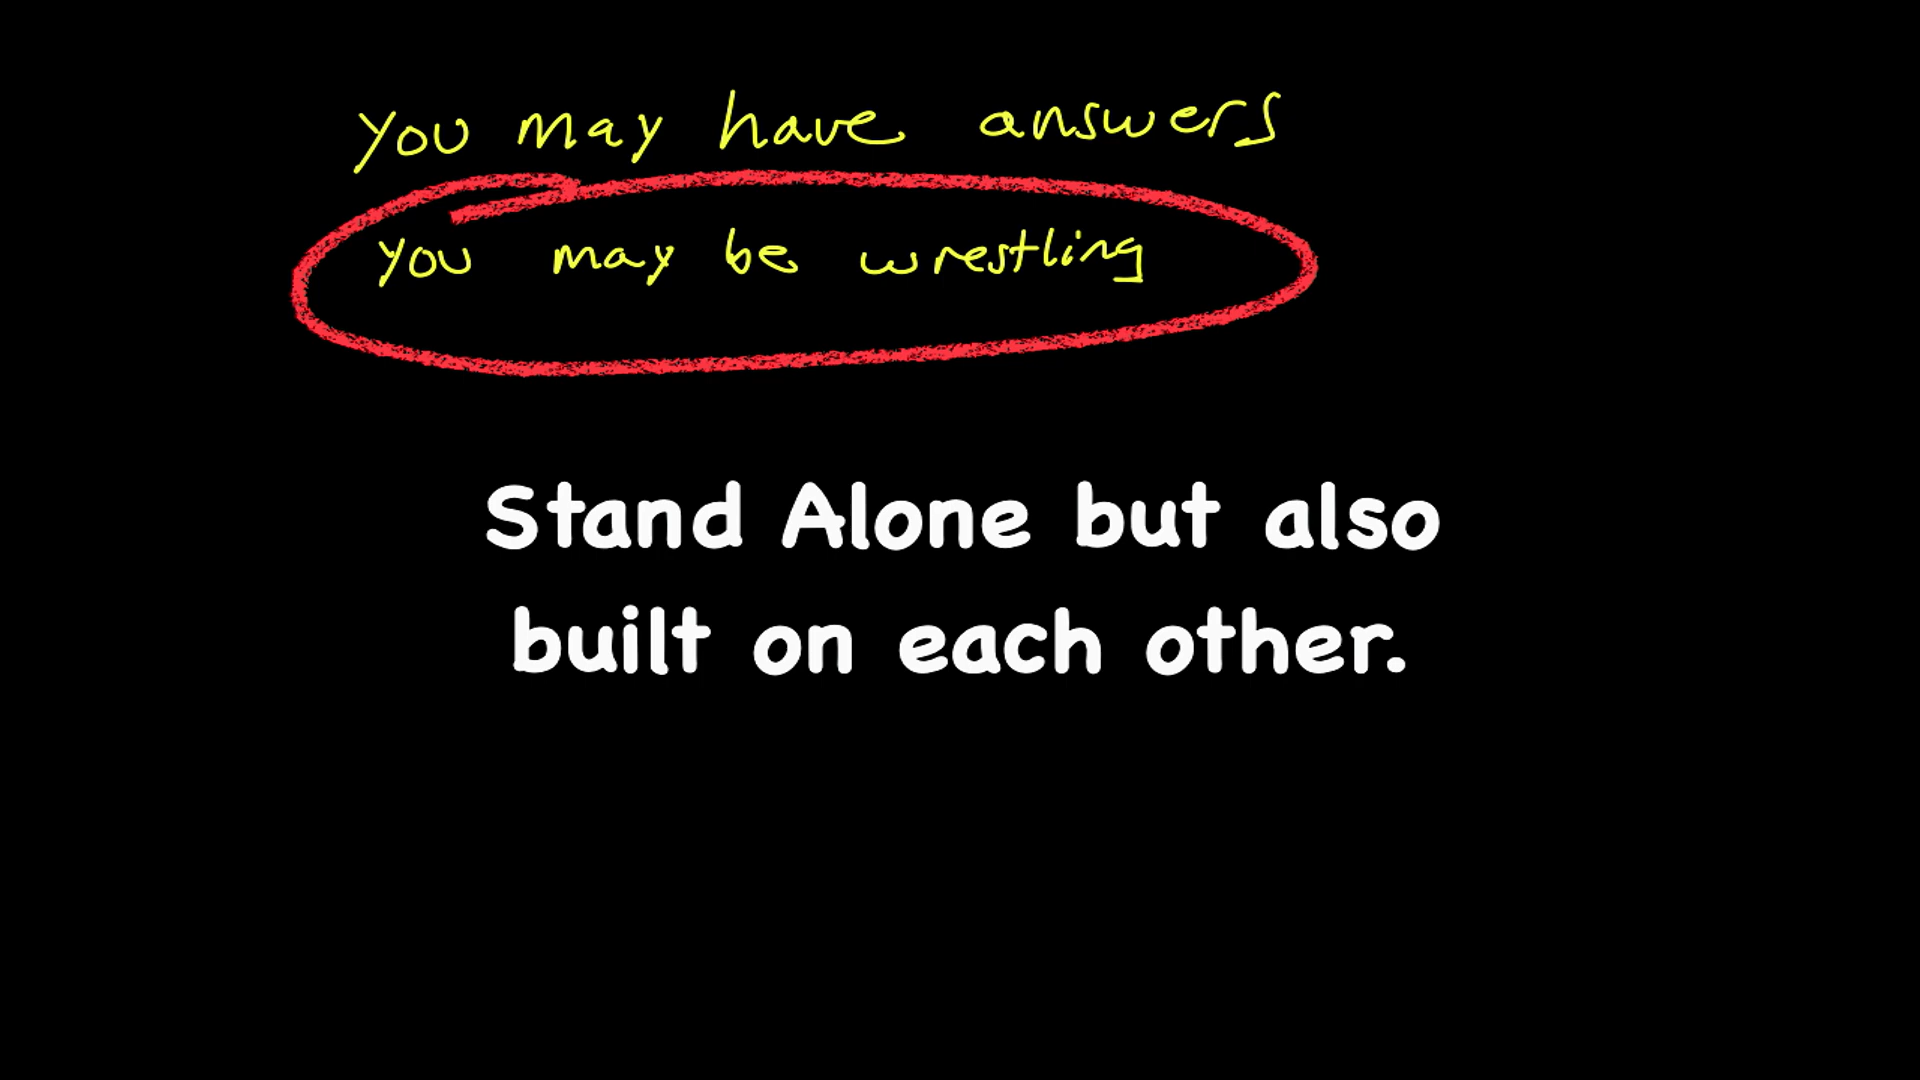 you may have answers
you may be wrestling
Stand Alone but also
built on each other.